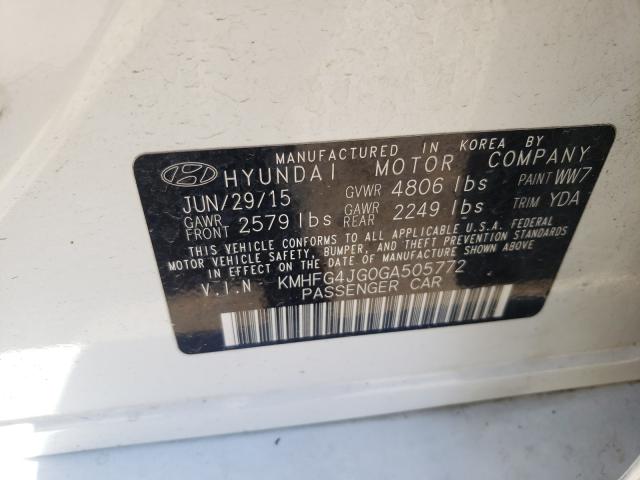 MANUFACTURED IN KOREA BY
HYUNDAI MOTOR COMPANY
JUN/29/15 GVWR 4806 lbs PAINT WW7
GAWR FRONT 2579 lbs GAWR REAR 2249 lbs TRIM YDA
THIS VEHICLE CONFORMS TO ALL APPLICABLE U.S.A. FEDERAL
MOTOR VEHICLE SAFETY, BUMPER, AND THEFT PREVENTION STANDARDS
IN EFFECT ON THE DATE OF MANUFACTURE SHOWN ABOVE.
V.I.N KMHFG4JG0GA505772
PASSENGER CAR